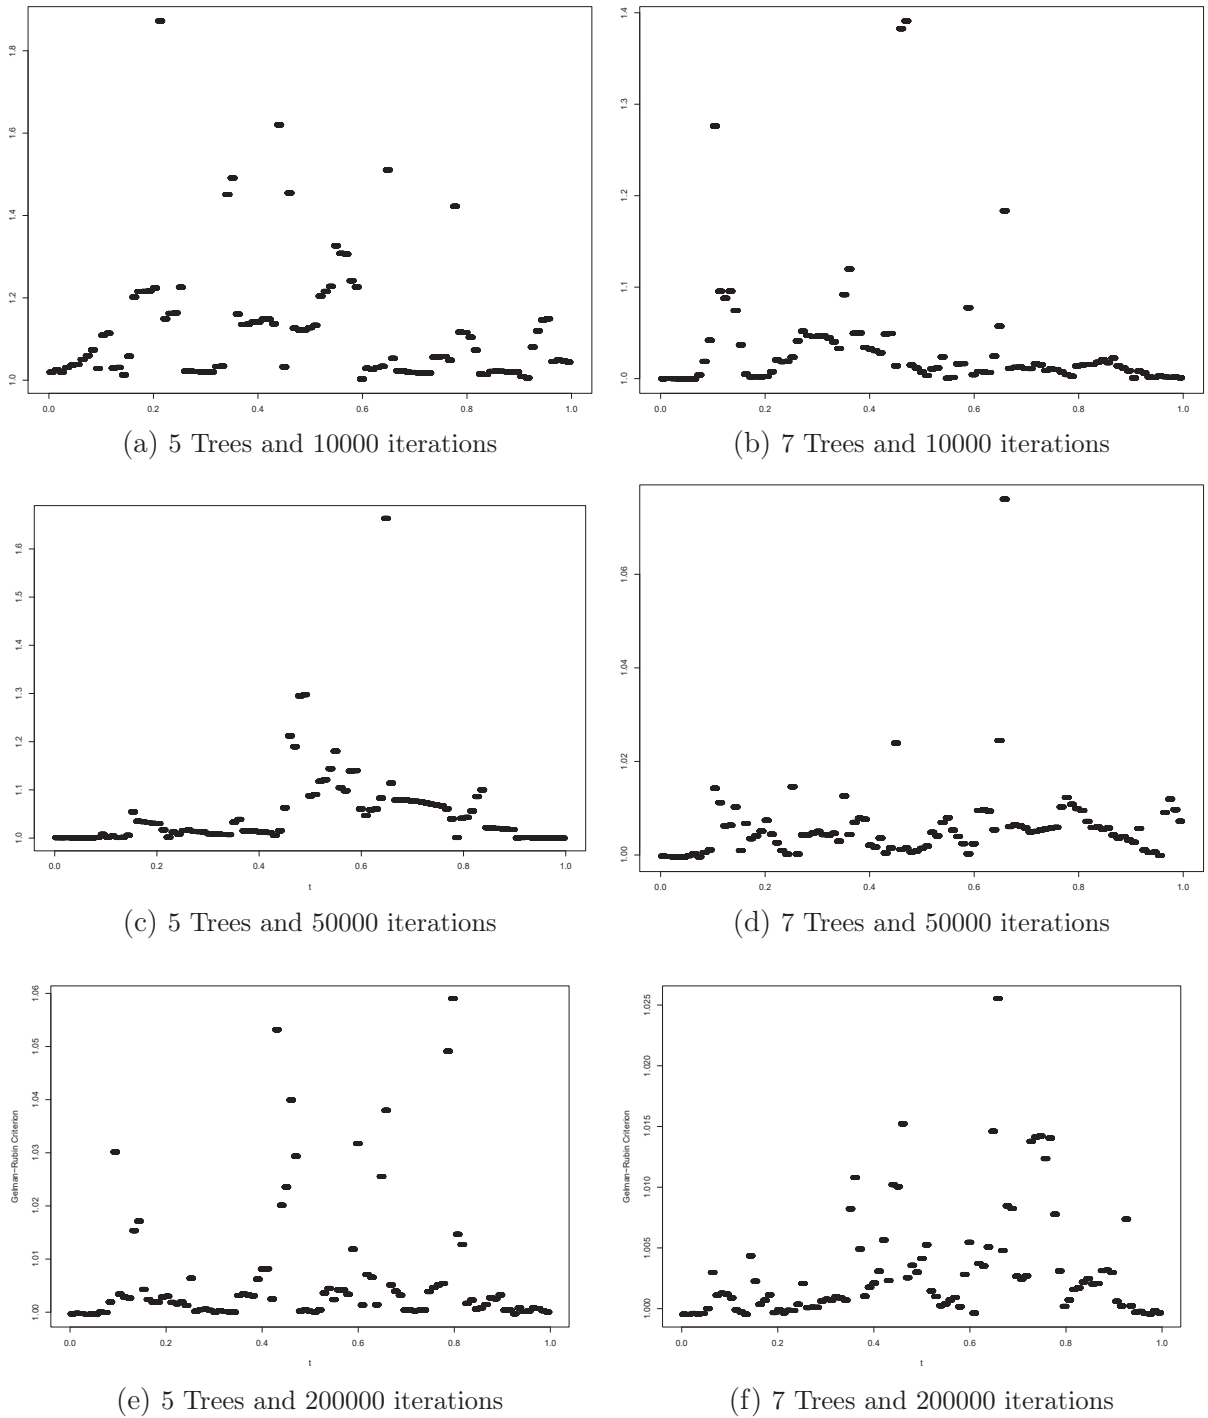 1.8
1.6
1.4
1.2
1.0
0.0 0.2 0.4 0.6 0.8 1.0
(a) 5 Trees and 10000 iterations
1.4
1.3
1.2
1.1
1.0
0.0 0.2 0.4 0.6 0.8 1.0
(b) 7 Trees and 10000 iterations
1.6
1.5
1.4
1.3
1.2
1.1
1.0
0.0 0.2 0.4 0.6 0.8 1.0
t
(c) 5 Trees and 50000 iterations
1.06
1.04
1.02
1.00
0.0 0.2 0.4 0.6 0.8 1.0
(d) 7 Trees and 50000 iterations
Gelman−Rubin Criterion
1.06
1.05
1.04
1.03
1.02
1.01
1.00
0.0 0.2 0.4 0.6 0.8 1.0
t
(e) 5 Trees and 200000 iterations
Gelman−Rubin Criterion
1.025
1.020
1.015
1.010
1.005
1.000
0.0 0.2 0.4 0.6 0.8 1.0
t
(f) 7 Trees and 200000 iterations